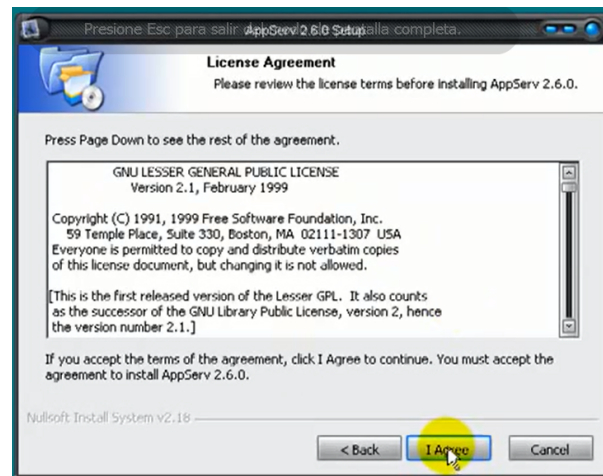 Presione Esc para salir del modo de pantalla completa.
AppServ 2.6.0 Setup
License Agreement
Please review the license terms before installing AppServ 2.6.0.
Press Page Down to see the rest of the agreement.
GNU LESSER GENERAL PUBLIC LICENSE
Version 2.1, February 1999
Copyright (C) 1991, 1999 Free Software Foundation, Inc.
59 Temple Place, Suite 330, Boston, MA 02111-1307 USA
Everyone is permitted to copy and distribute verbatim copies
of this license document, but changing it is not allowed.
[This is the first released version of the Lesser GPL. It also counts
as the successor of the GNU Library Public License, version 2, hence
the version number 2.1.]
If you accept the terms of the agreement, click I Agree to continue. You must accept the
agreement to install AppServ 2.6.0.
Nullsoft Install System v2.18
< Back
I Agree
Cancel